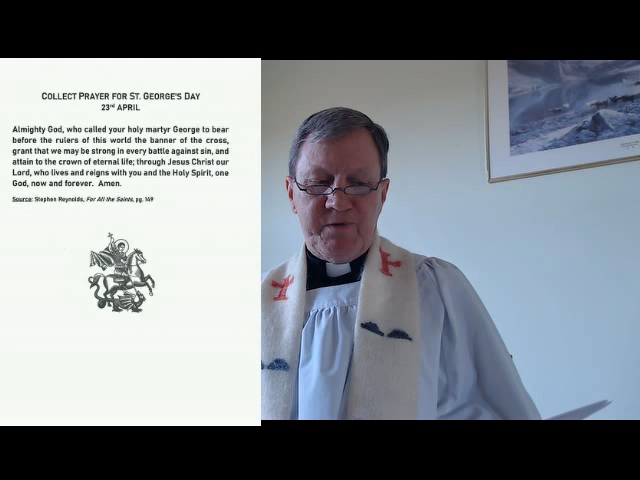 COLLECT PRAYER FOR ST. GEORGE'S DAY
23rd APRIL
Almighty God, who called your holy martyr George to bear
before the rulers of this world the banner of the cross,
grant that we may be strong in every battle against sin, and
attain to the crown of eternal life; through Jesus Christ our
Lord, who lives and reigns with you and the Holy Spirit, one
God, now and forever. Amen.
Source: Stephen Reynolds, For All the Saints, pg. 149